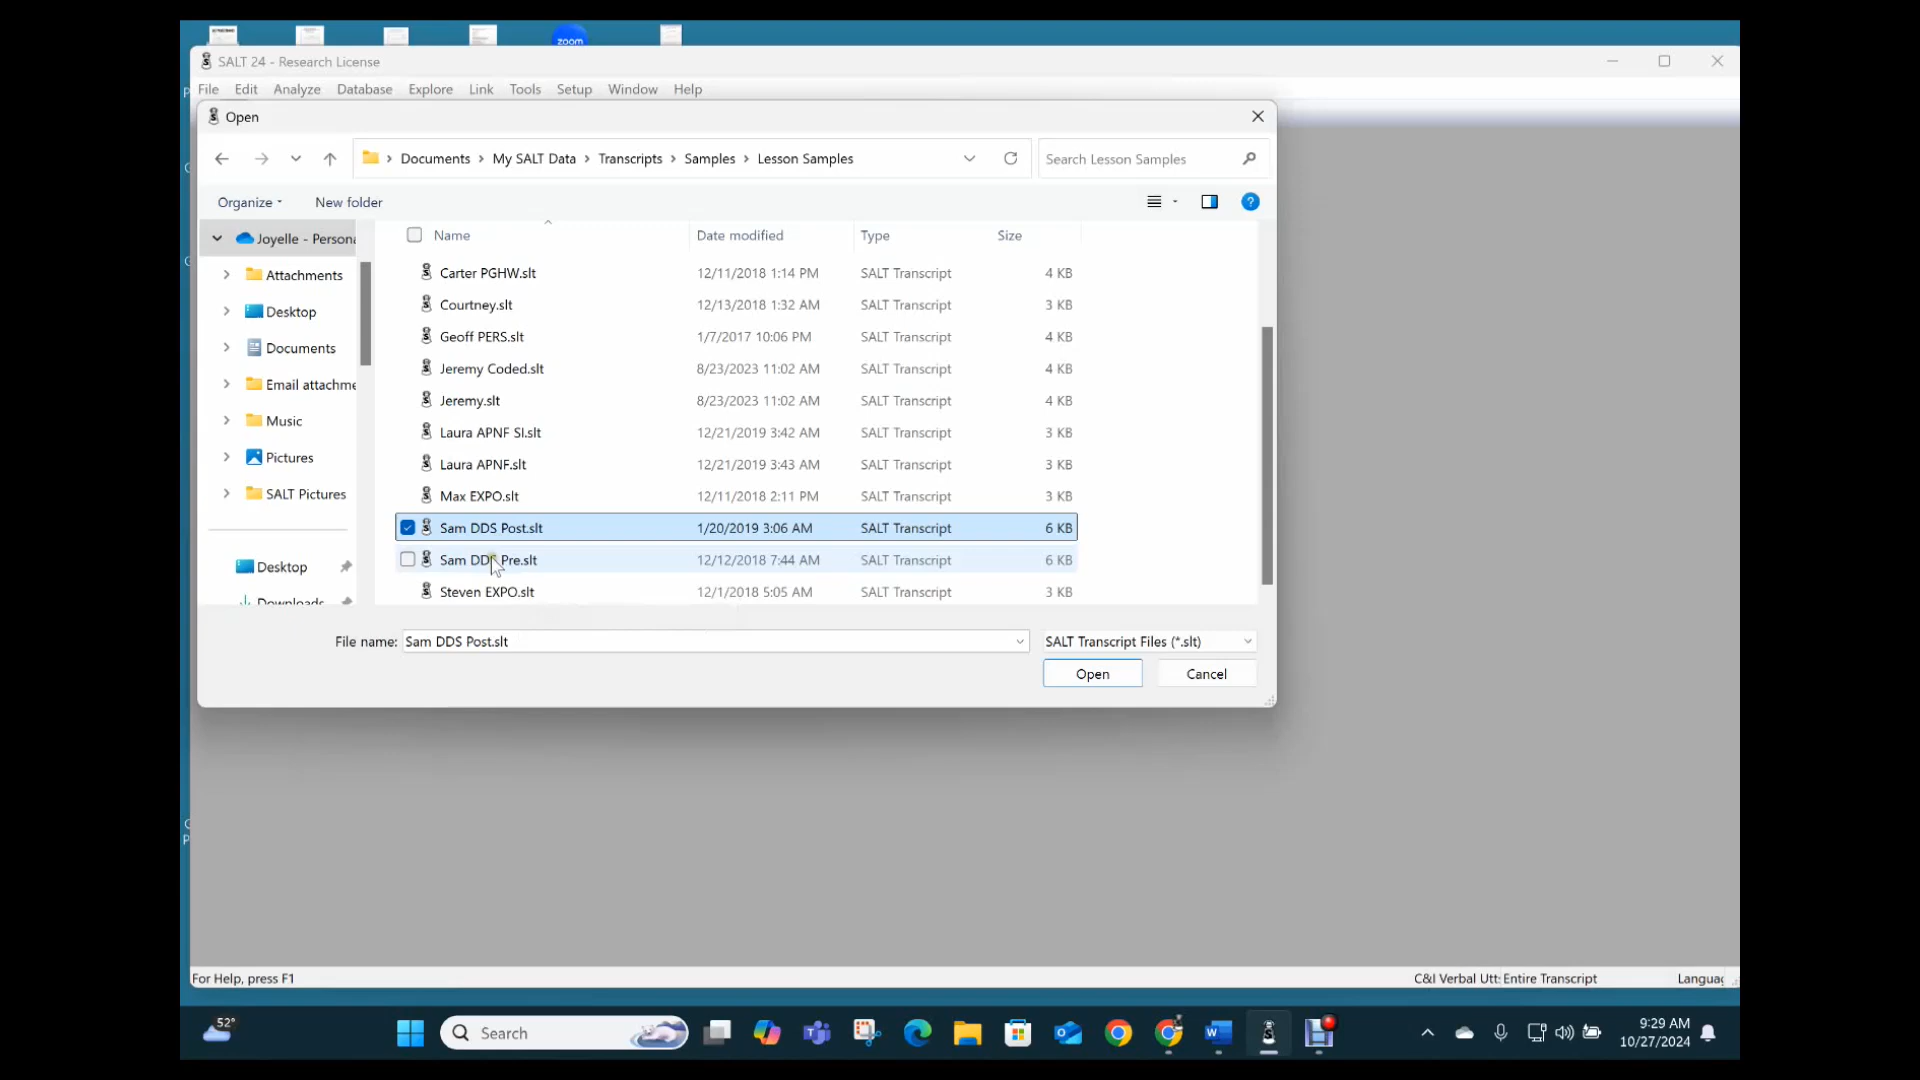 zoom
SALT 24 - Research License
File Edit Analyze Database Explore Link Tools Setup Window Help
Open
Documents > My SALT Data > Transcripts > Samples > Lesson Samples
Search Lesson Samples
Organize New folder
Joyelle - Persona
Attachments
Desktop
Documents
Email attachme
Music
Pictures
SALT Pictures
Desktop
Downloads
Name Date modified Type Size
Carter PGHW.slt 12/11/2018 1:14 PM SALT Transcript 4 KB
Courtney.slt 12/13/2018 1:32 AM SALT Transcript 3 KB
Geoff PERS.slt 1/7/2017 10:06 PM SALT Transcript 4 KB
Jeremy Coded.slt 8/23/2023 11:02 AM SALT Transcript 4 KB
Jeremy.slt 8/23/2023 11:02 AM SALT Transcript 4 KB
Laura APNF SI.slt 12/21/2019 3:42 AM SALT Transcript 3 KB
Laura APNF.slt 12/21/2019 3:43 AM SALT Transcript 3 KB
Max EXPO.slt 12/11/2018 2:11 PM SALT Transcript 3 KB
Sam DDS Post.slt 1/20/2019 3:06 AM SALT Transcript 6 KB
Sam DDS Pre.slt 12/12/2018 7:44 AM SALT Transcript 6 KB
Steven EXPO.slt 12/1/2018 5:05 AM SALT Transcript 3 KB
File name: Sam DDS Post.slt SALT Transcript Files (*.slt)
Open Cancel
For Help, press F1 C&I Verbal Utt: Entire Transcript Languag
52° Search 9:29 AM
10/27/2024